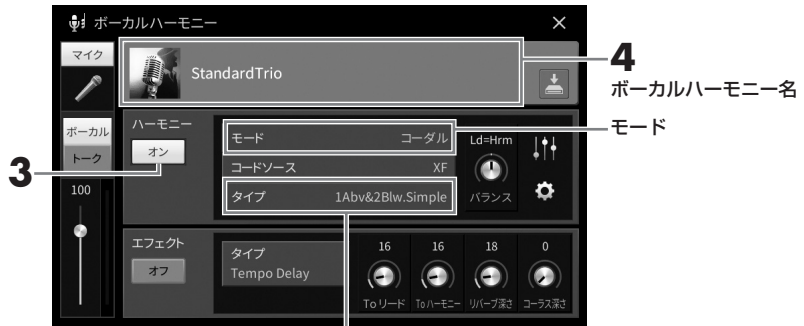 ボーカルハーモニー
マイク
StandardTrio
4
ボーカルハーモニー名
ボーカル
トーク
ハーモニー
オン
モード
コーダル
Ld=Hrm
モード
コードソース
XF
3
100
タイプ
1Abv&2Blw.Simple
バランス
エフェクト
オフ
タイプ
Tempo Delay
16
16
18
0
To リード
To ハーモニー
リバーブ深さ
コーラス深さ